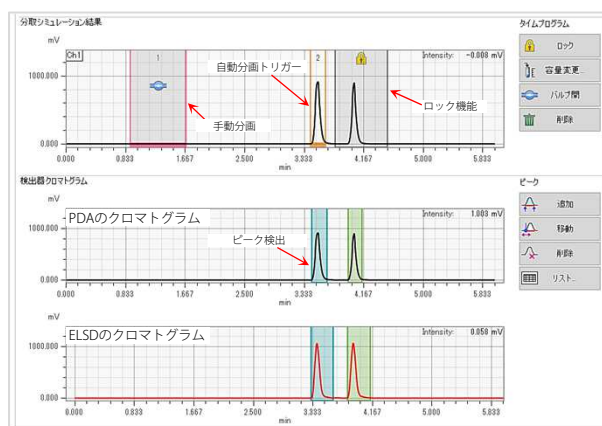 分取シミュレーション結果
タイムプログラム
mV
Ch1
1
2
Intensity: -0.008 mV
自動分画トリガー
手動分画
ロック機能
1000.000
0.000
0.000 0.833 1.667 2.500 3.333 4.167 5.000 5.833
min
ロック
容量変更...
バルブ開
削除
検出器クロマトグラム
ピーク
mV
PDAのクロマトグラム
Intensity: 1.003 mV
ピーク検出
1000.000
0.000
0.000 0.833 1.667 2.500 3.333 4.167 5.000 5.833
min
追加
移動
削除
リスト...
mV
ELSDのクロマトグラム
Intensity: 0.050 mV
1000.000
0.000
0.000 0.833 1.667 2.500 3.333 4.167 5.000 5.833
min